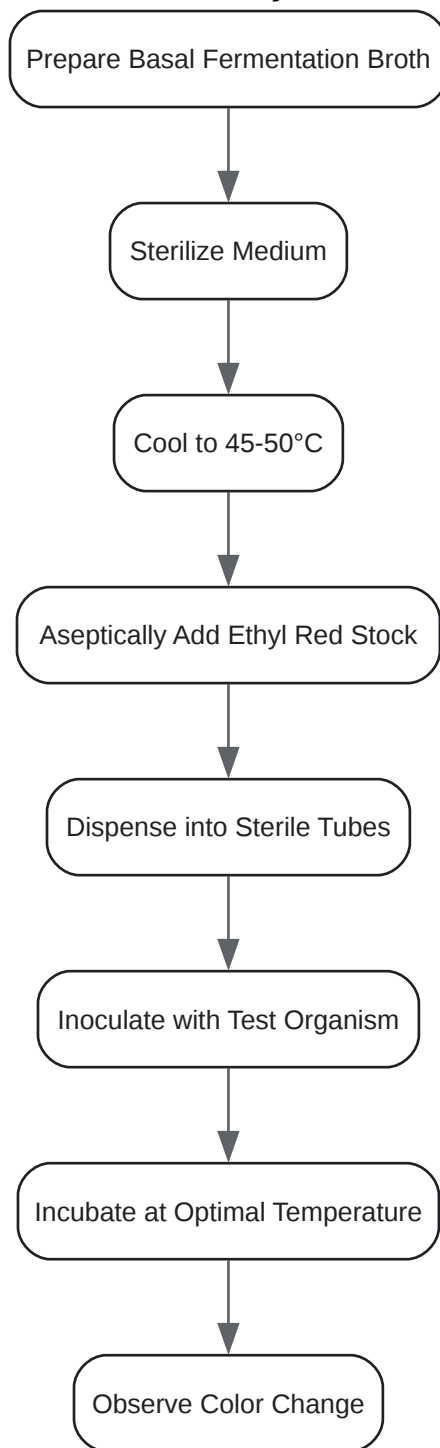 Prepare Basal Fermentation Broth
Sterilize Medium
Cool to 45-50°C
Aseptically Add Ethyl Red Stock
Dispense into Sterile Tubes
Inoculate with Test Organism
Incubate at Optimal Temperature
Observe Color Change